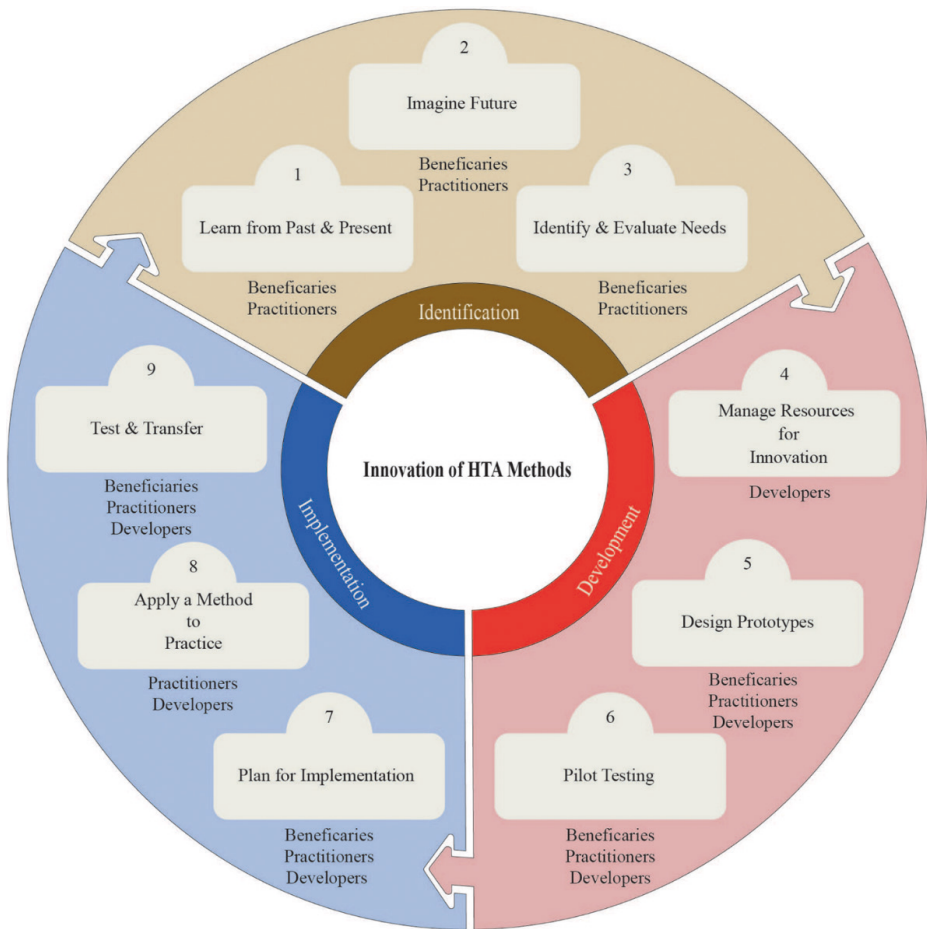 2
Imagine Future
Beneficaries
Practitioners
1
Learn from Past & Present
Beneficaries
Practitioners
3
Identify & Evaluate Needs
Beneficaries
Practitioners
Identification
4
Manage Resources
for
Innovation
Developers
5
Design Prototypes
Beneficaries
Practitioners
Developers
6
Pilot Testing
Beneficaries
Practitioners
Developers
Development
7
Plan for Implementation
Beneficaries
Practitioners
Developers
8
Apply a Method
to
Practice
Practitioners
Developers
9
Test & Transfer
Beneficiaries
Practitioners
Developers
Implementation
Innovation of HTA Methods